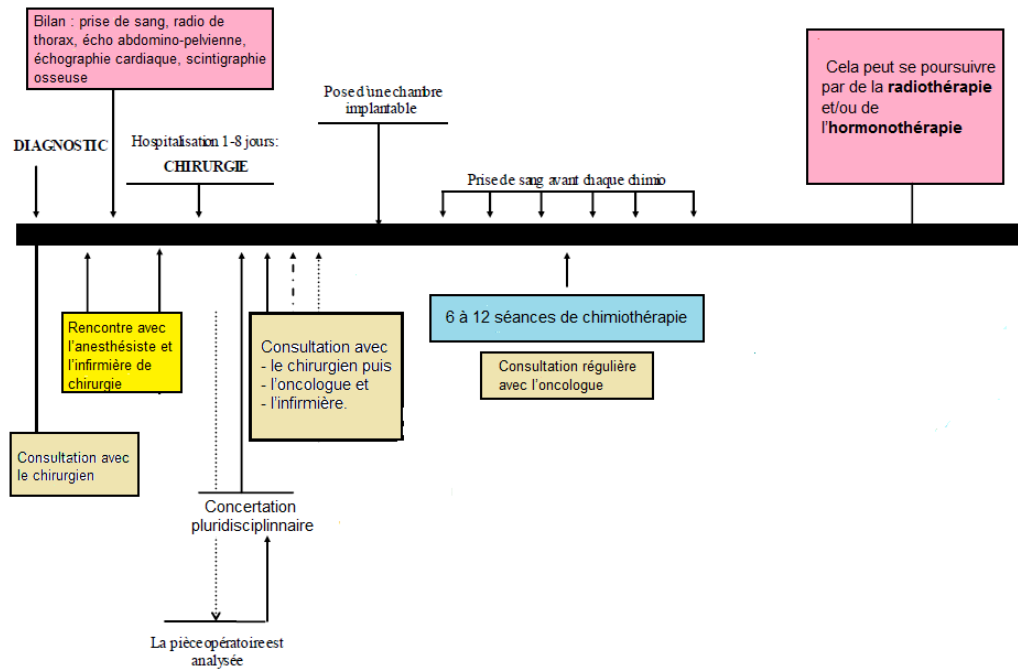 Bilan : prise de sang, radio de
thorax, écho abdomino-pelvienne,
échographie cardiaque, scintigraphie
osseuse
Pose d'une chambre
implantable
Cela peut se poursuivre
par de la radiothérapie
et/ou de
l'hormonothérapie
DIAGNOSTIC
Hospitalisation 1-8 jours:
CHIRURGIE
Prise de sang avant chaque chimio
Rencontre avec
l'anesthésiste et
l'infirmière de
chirurgie
Consultation avec
- le chirurgien puis
- l'oncologue et
- l'infirmière.
6 à 12 séances de chimiothérapie
Consultation régulière
avec l'oncologue
Consultation avec
le chirurgien
Concertation
pluridisciplinnaire
La pièce opératoire est
analysée